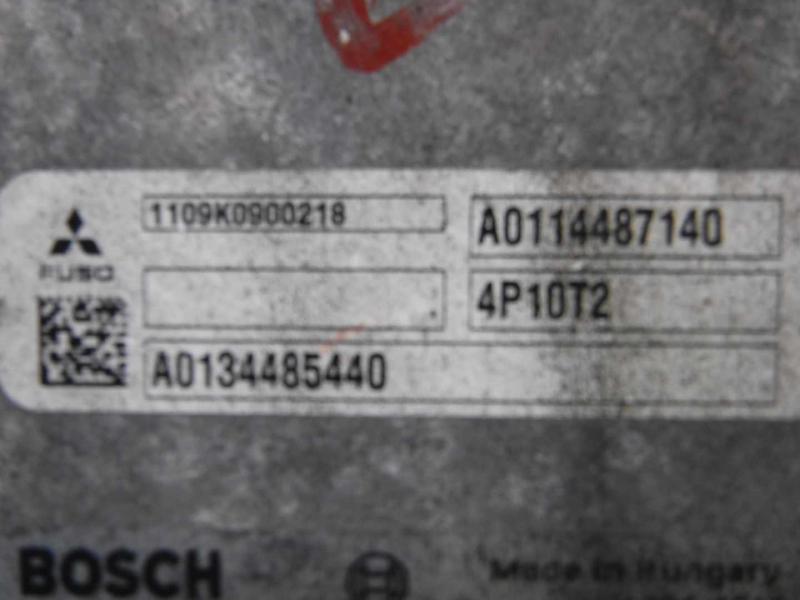 1109K0900218
A0114487140
FUSO
4P10T2
A0134485440
BOSCH
Made in Hungary